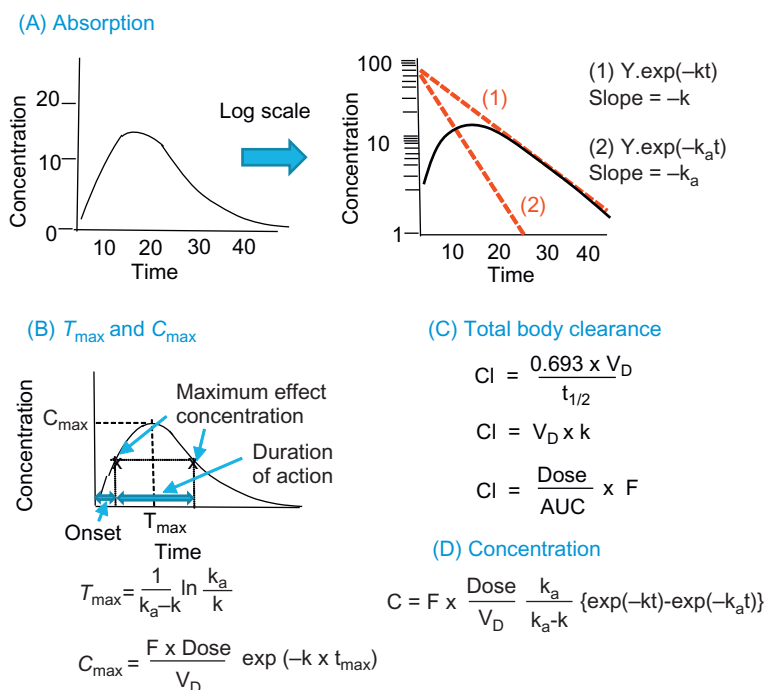 (A) Absorption
Concentration
20
10
0
10 20 30 40
Time
Log scale
Concentration
100
10
1
(1)
(2)
10 20 30 40
Time
(1) Y.exp(–kt)
Slope = –k
(2) Y.exp(–kₐt)
Slope = –kₐ
(B) Tmax and Cmax
Concentration
Cmax
Maximum effect
concentration
Duration
of action
Onset
Tmax
Time
Tmax = 1/(kₐ–k) ln kₐ/k
Cmax = (F x Dose)/VD exp (–k x tmax)
(C) Total body clearance
Cl = (0.693 x VD)/t1/2
Cl = VD x k
Cl = Dose/AUC x F
(D) Concentration
C = F x Dose/VD kₐ/(kₐ-k) {exp(–kt)-exp(–kₐt)}